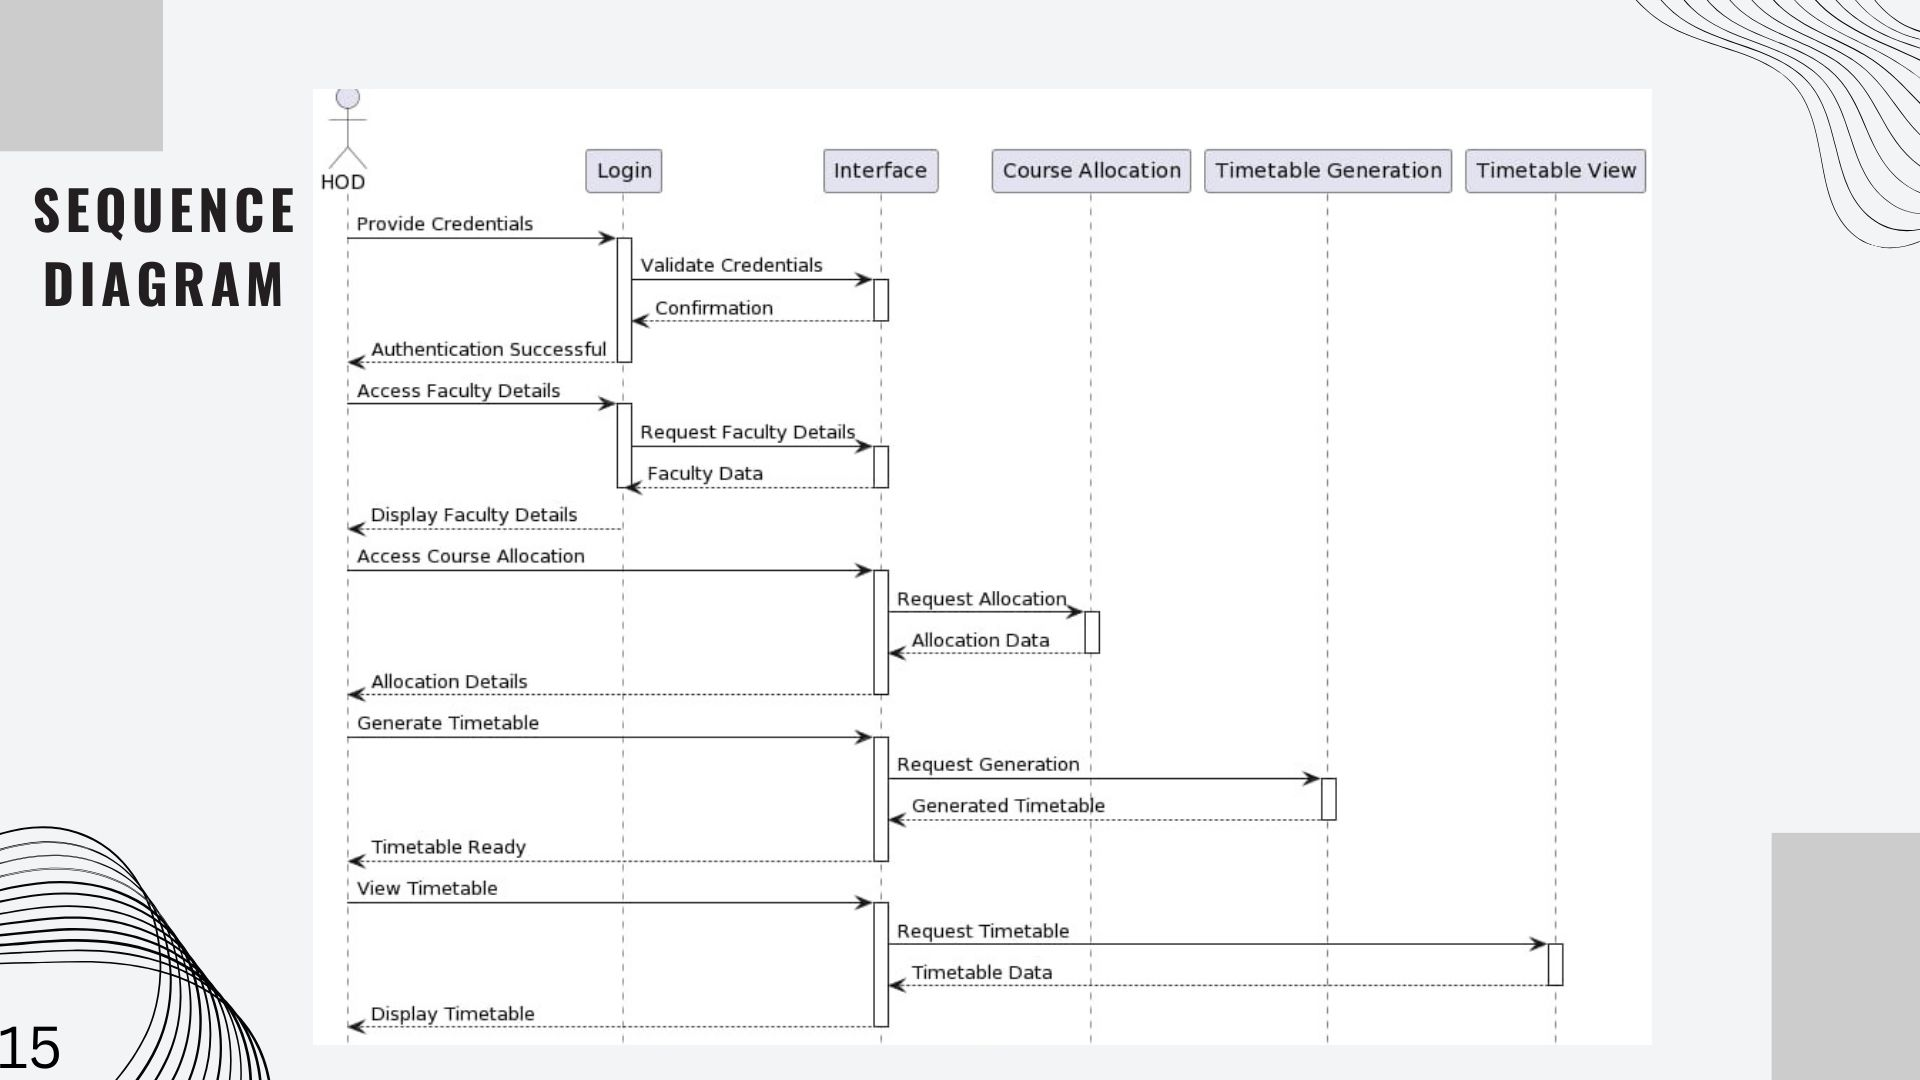 SEQUENCE
DIAGRAM
HOD
Login
Interface
Course Allocation
Timetable Generation
Timetable View
Provide Credentials
Validate Credentials
Confirmation
Authentication Successful
Access Faculty Details
Request Faculty Details
Faculty Data
Display Faculty Details
Access Course Allocation
Request Allocation
Allocation Data
Allocation Details
Generate Timetable
Request Generation
Generated Timetable
Timetable Ready
View Timetable
Request Timetable
Timetable Data
Display Timetable
15